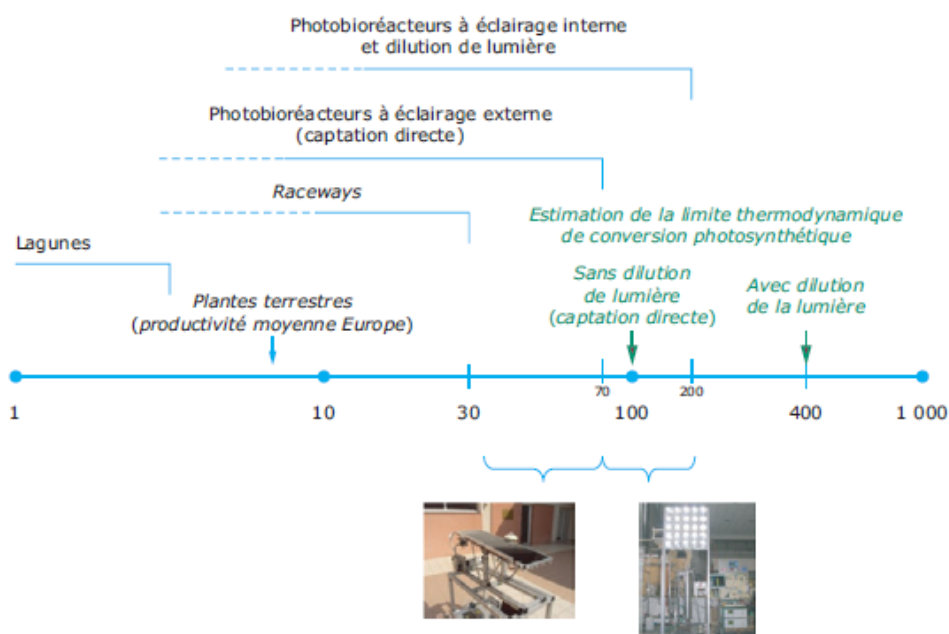 Photobioréacteurs à éclairage interne
et dilution de lumière
Photobioréacteurs à éclairage externe
(captation directe)
Raceways
Estimation de la limite thermodynamique
de conversion photosynthétique
Lagunes
Sans dilution
de lumière
(captation directe)
Avec dilution
de la lumière
Plantes terrestres
(productivité moyenne Europe)
1
10
30
70
100
200
400
1 000